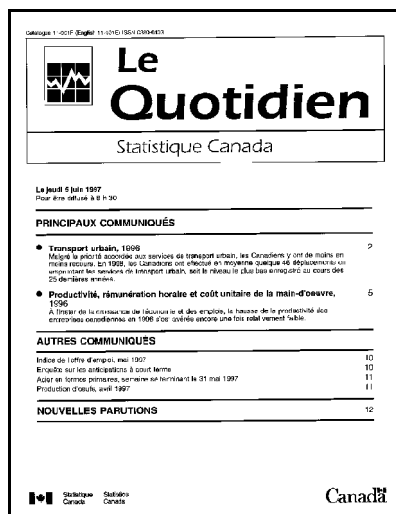 Catalogue 11-001F (English 11-001E) ISSN 0380-6103
Le
Quotidien
Statistique Canada
Le jeudi 5 juin 1997
Pour être diffusé à 8 h 30
PRINCIPAUX COMMUNIQUÉS
● Transport urbain, 1996 2
Malgré la priorité accordée aux services de transport urbain, les Canadiens y ont de moins en
moins recours. En 1996, les Canadiens ont effectué en moyenne quelque 46 déplacements en
empruntant les services de transport urbain, soit le niveau le plus bas enregistré au cours des
25 dernières années.
● Productivité, rémunération horaire et coût unitaire de la main-d'oeuvre, 5
1996
À l'instar de la croissance de l'économie et des emplois, la hausse de la productivité des
entreprises canadiennes en 1996 s'est avérée encore une fois relativement faible.
AUTRES COMMUNIQUÉS
Indice de l'offre d'emploi, mai 1997 10
Enquête sur les anticipations à court terme 10
Acier en formes primaires, semaine se terminant le 31 mai 1997 11
Production d'oeufs, avril 1997 11
NOUVELLES PARUTIONS 12
Statistique Statistics
Canada Canada
Canada